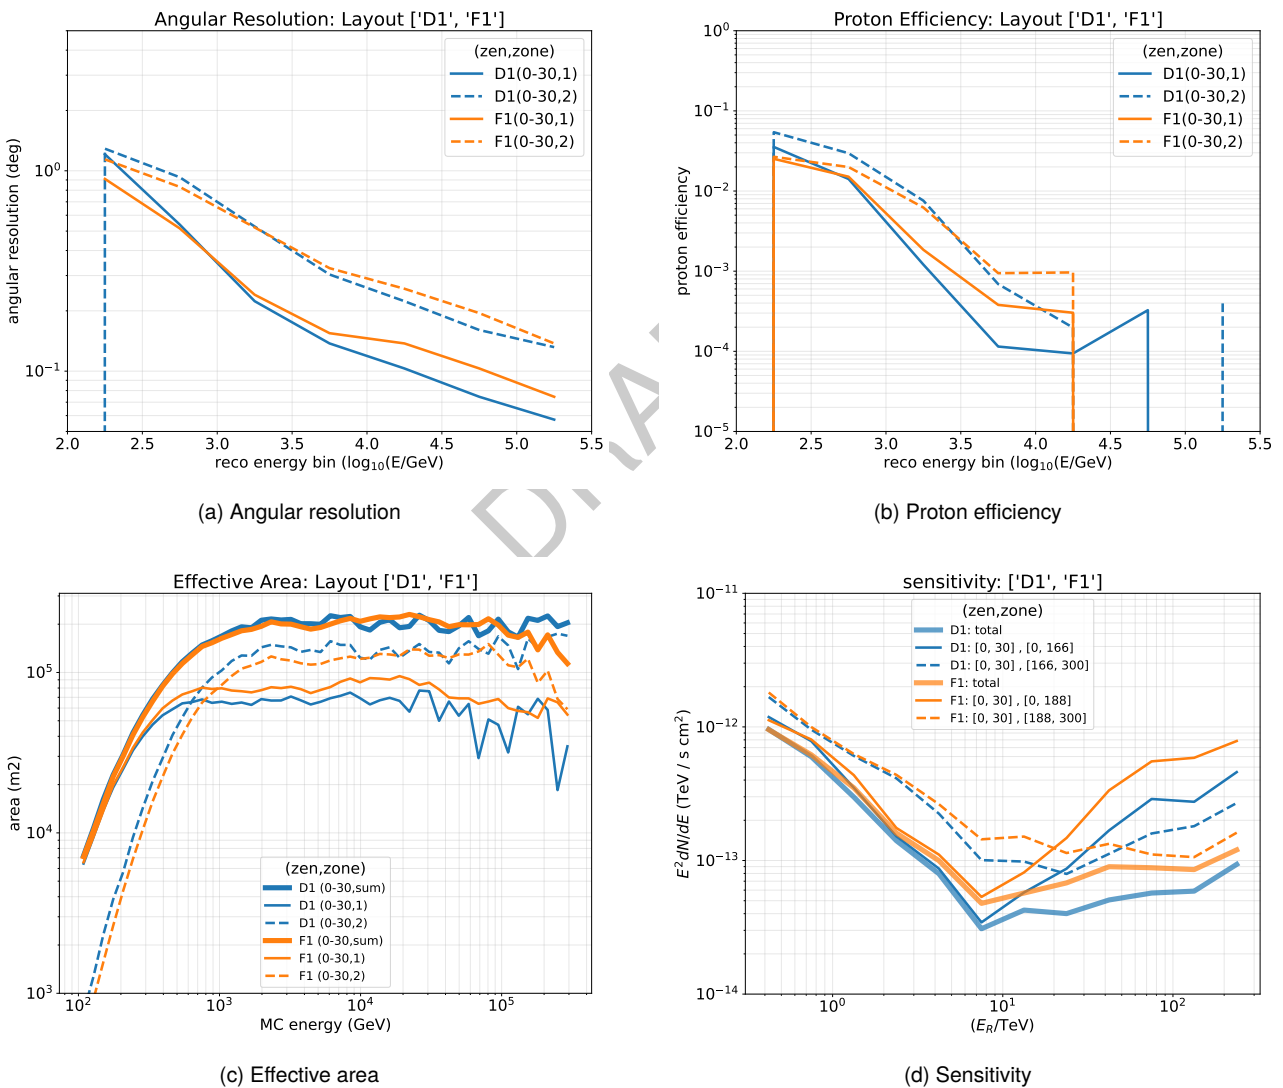 Angular Resolution: Layout ['D1', 'F1']
angular resolution (deg)
10⁰
10⁻¹
(zen,zone)
D1(0-30,1)
D1(0-30,2)
F1(0-30,1)
F1(0-30,2)
2.0 2.5 3.0 3.5 4.0 4.5 5.0 5.5
reco energy bin (log₁₀(E/GeV)
(a) Angular resolution
Proton Efficiency: Layout ['D1', 'F1']
proton efficiency
10⁰
10⁻¹
10⁻²
10⁻³
10⁻⁴
10⁻⁵
(zen,zone)
D1(0-30,1)
D1(0-30,2)
F1(0-30,1)
F1(0-30,2)
2.0 2.5 3.0 3.5 4.0 4.5 5.0 5.5
reco energy bin (log₁₀(E/GeV)
(b) Proton efficiency
Effective Area: Layout ['D1', 'F1']
area (m2)
10⁵
10⁴
10³
(zen,zone)
D1 (0-30,sum)
D1 (0-30,1)
D1 (0-30,2)
F1 (0-30,sum)
F1 (0-30,1)
F1 (0-30,2)
10² 10³ 10⁴ 10⁵
MC energy (GeV)
(c) Effective area
sensitivity: ['D1', 'F1']
E²dN/dE (TeV / s cm²)
10⁻¹¹
10⁻¹²
10⁻¹³
10⁻¹⁴
(zen,zone)
D1: total
D1: [0, 30] , [0, 166]
D1: [0, 30] , [166, 300]
F1: total
F1: [0, 30] , [0, 188]
F1: [0, 30] , [188, 300]
10⁰ 10¹ 10²
(E_R/TeV)
(d) Sensitivity